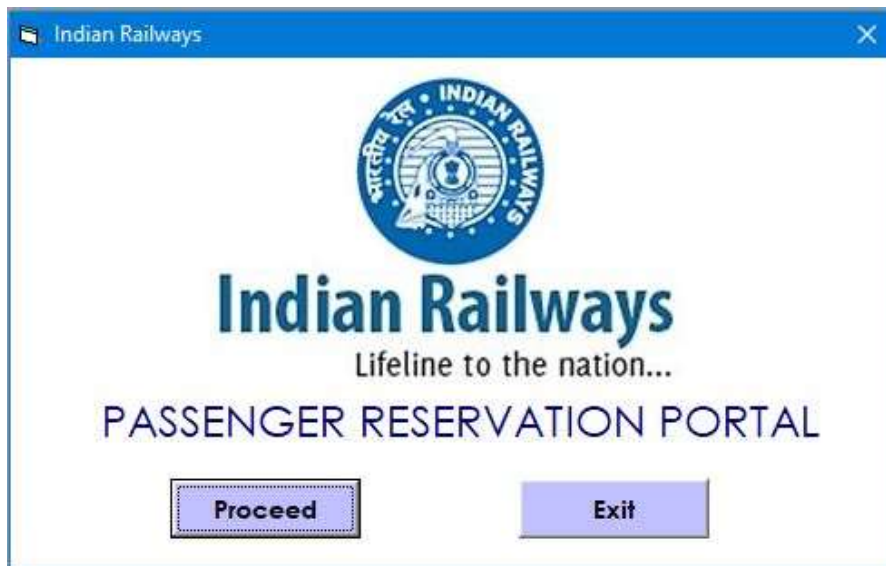 Indian Railways
भारतीय रेल • INDIAN RAILWAYS
Indian Railways
Lifeline to the nation...
PASSENGER RESERVATION PORTAL
Proceed Exit